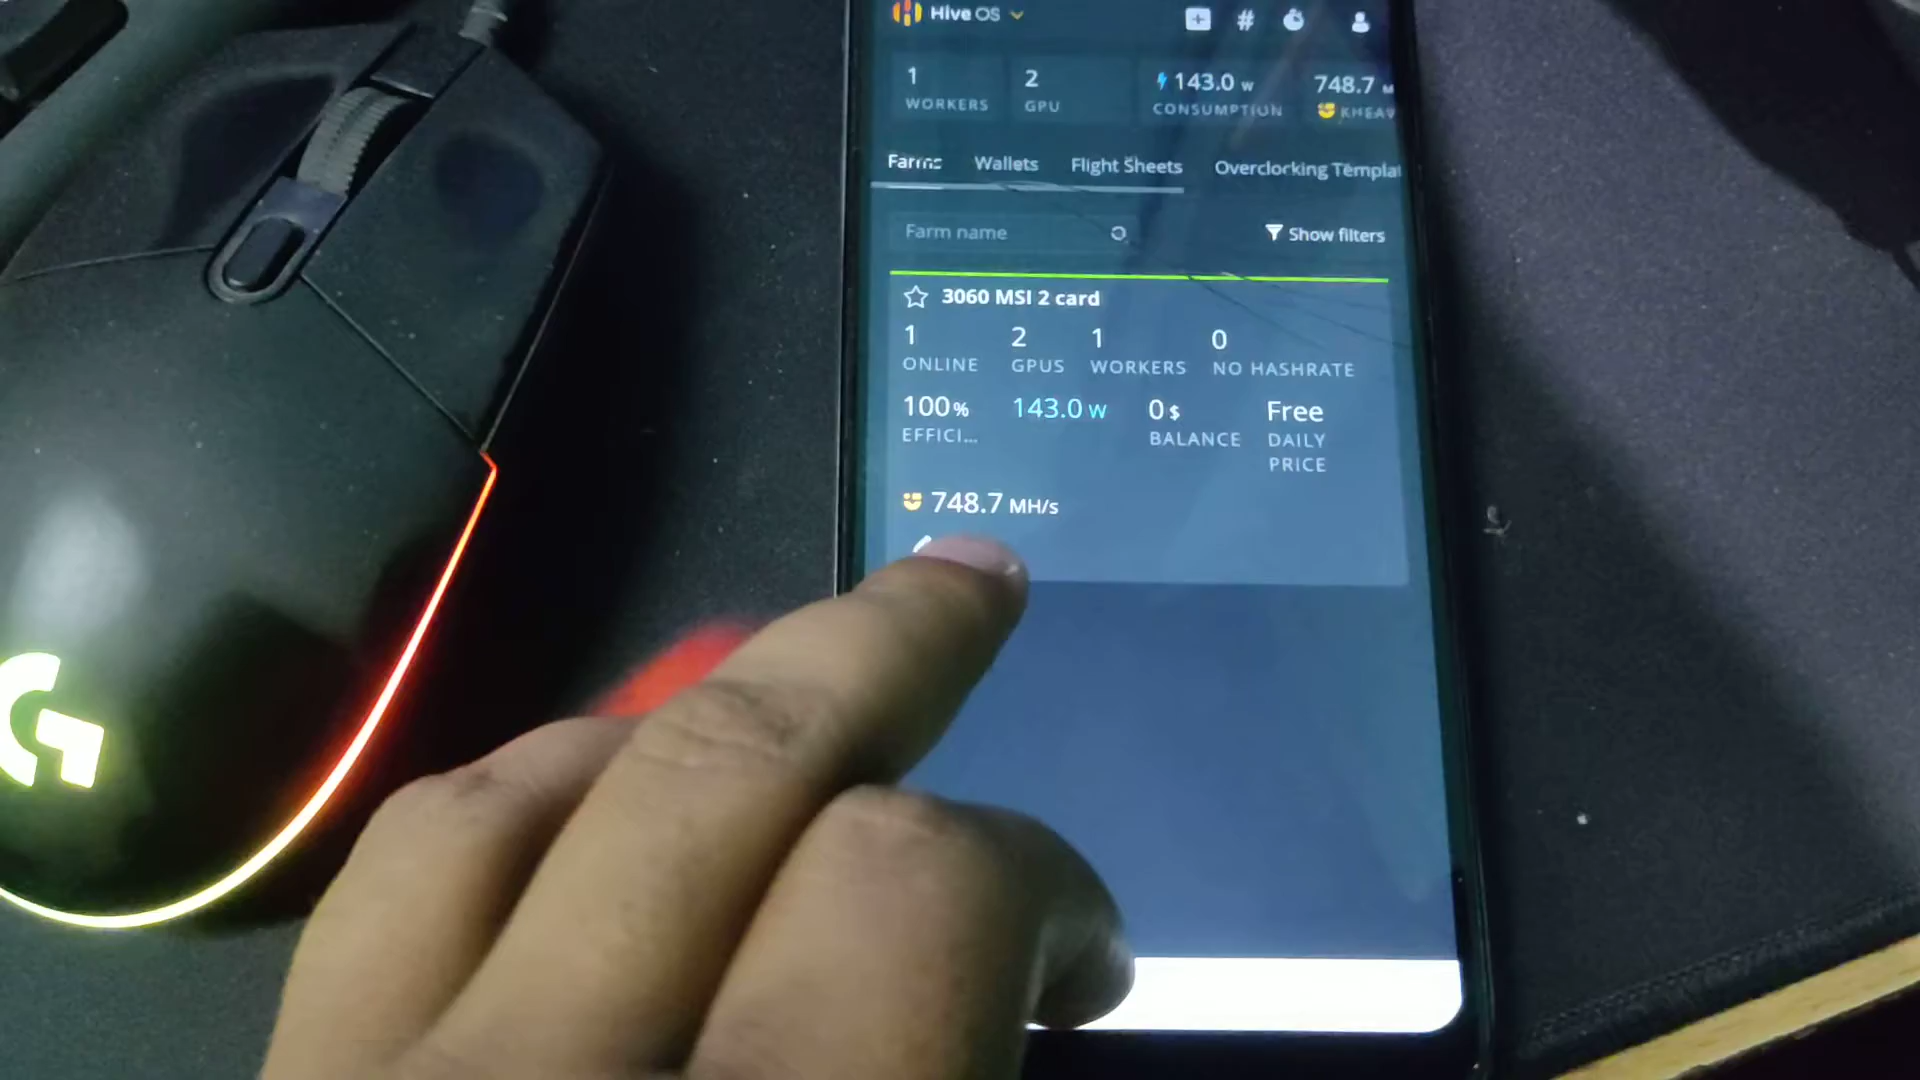 Hive OS
1 2 143.0 w 748.7
WORKERS GPU CONSUMPTION KHEAV
Farms Wallets Flight Sheets Overclocking Templat
Farm name Show filters
3060 MSI 2 card
1 2 1 0
ONLINE GPUS WORKERS NO HASHRATE
100% 143.0 w 0 $ Free
EFFICI... BALANCE DAILY
PRICE
748.7 MH/s
G